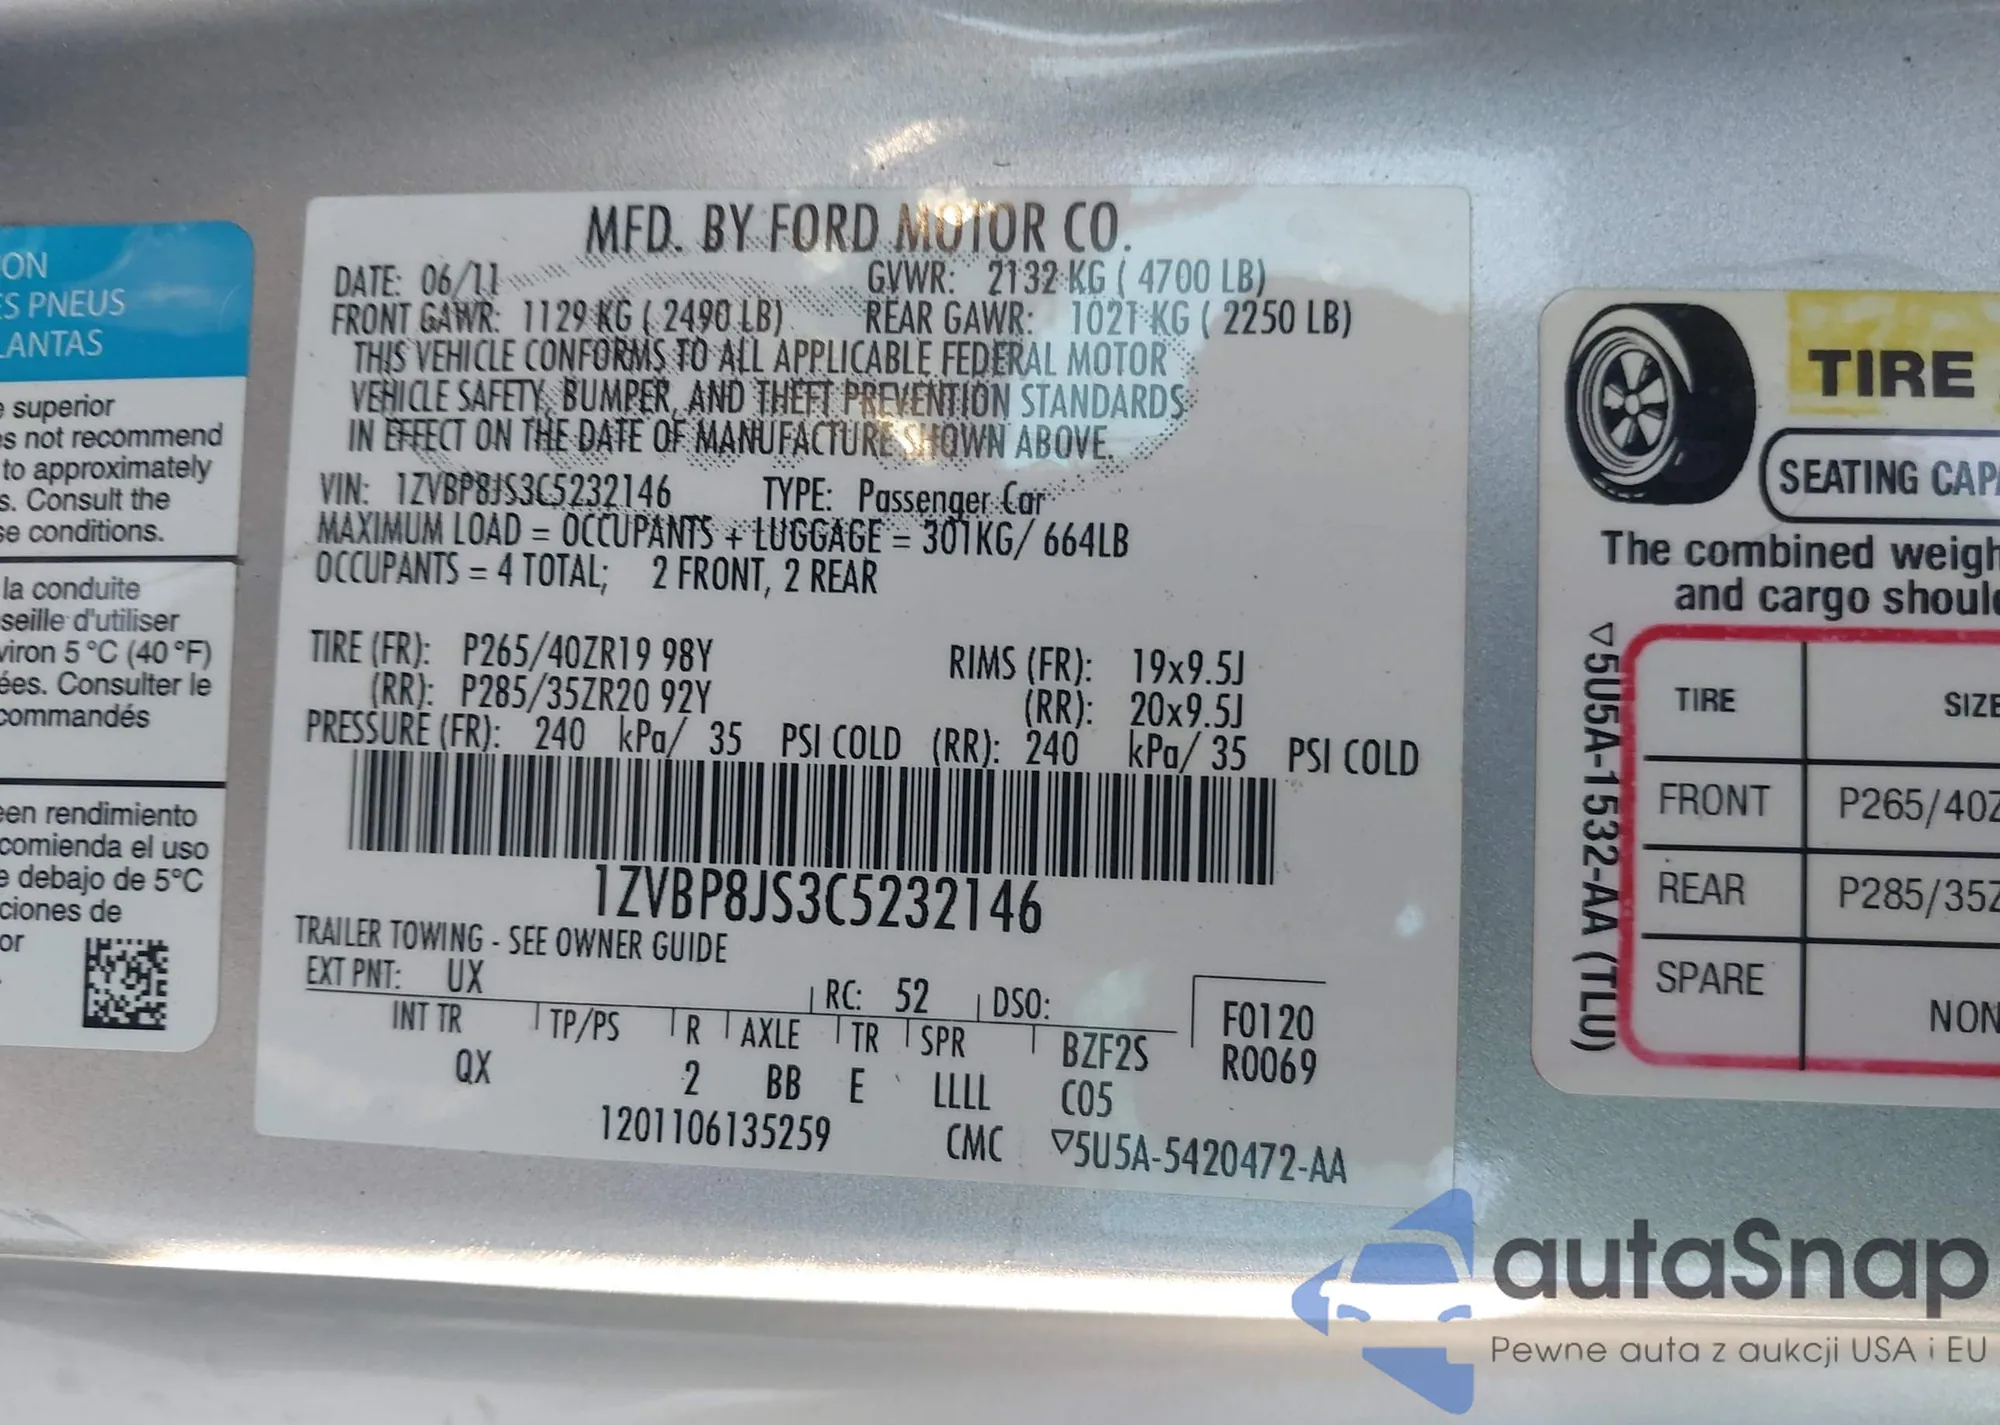 ON
ES PNEUS
LANTAS
superior
s not recommend
to approximately
s. Consult the
se conditions.
la conduite
seille d'utiliser
viron 5 °C (40 °F)
ées. Consulter le
commandés
een rendimiento
comienda el uso
e debajo de 5°C
ciones de
or
MFD. BY FORD MOTOR CO.
DATE: 06/11 GVWR: 2132 KG ( 4700 LB)
FRONT GAWR: 1129 KG ( 2490 LB) REAR GAWR: 1021 KG ( 2250 LB)
THIS VEHICLE CONFORMS TO ALL APPLICABLE FEDERAL MOTOR
VEHICLE SAFETY, BUMPER, AND THEFT PREVENTION STANDARDS
IN EFFECT ON THE DATE OF MANUFACTURE SHOWN ABOVE.
VIN: 1ZVBP8JS3C5232146 TYPE: Passenger Car
MAXIMUM LOAD = OCCUPANTS + LUGGAGE = 301KG/ 664LB
OCCUPANTS = 4 TOTAL; 2 FRONT, 2 REAR
TIRE (FR): P265/40ZR19 98Y RIMS (FR): 19x9.5J
(RR): P285/35ZR20 92Y (RR): 20x9.5J
PRESSURE (FR): 240 kPa/ 35 PSI COLD (RR): 240 kPa/ 35 PSI COLD
1ZVBP8JS3C5232146
TRAILER TOWING - SEE OWNER GUIDE
EXT PNT: UX RC: 52 DSO:
INT TR TP/PS R AXLE TR SPR BZF2S F0120
QX 2 BB E LLLL C05 R0069
1201106135259 CMC ▽5U5A-5420472-AA
TIRE
SEATING CAP
The combined weigh
and cargo shoul
▽5U5A-1532-AA (TLU)
TIRE SIZE
FRONT P265/40Z
REAR P285/35Z
SPARE NON
autaSnap
Pewne auta z aukcji USA i EU